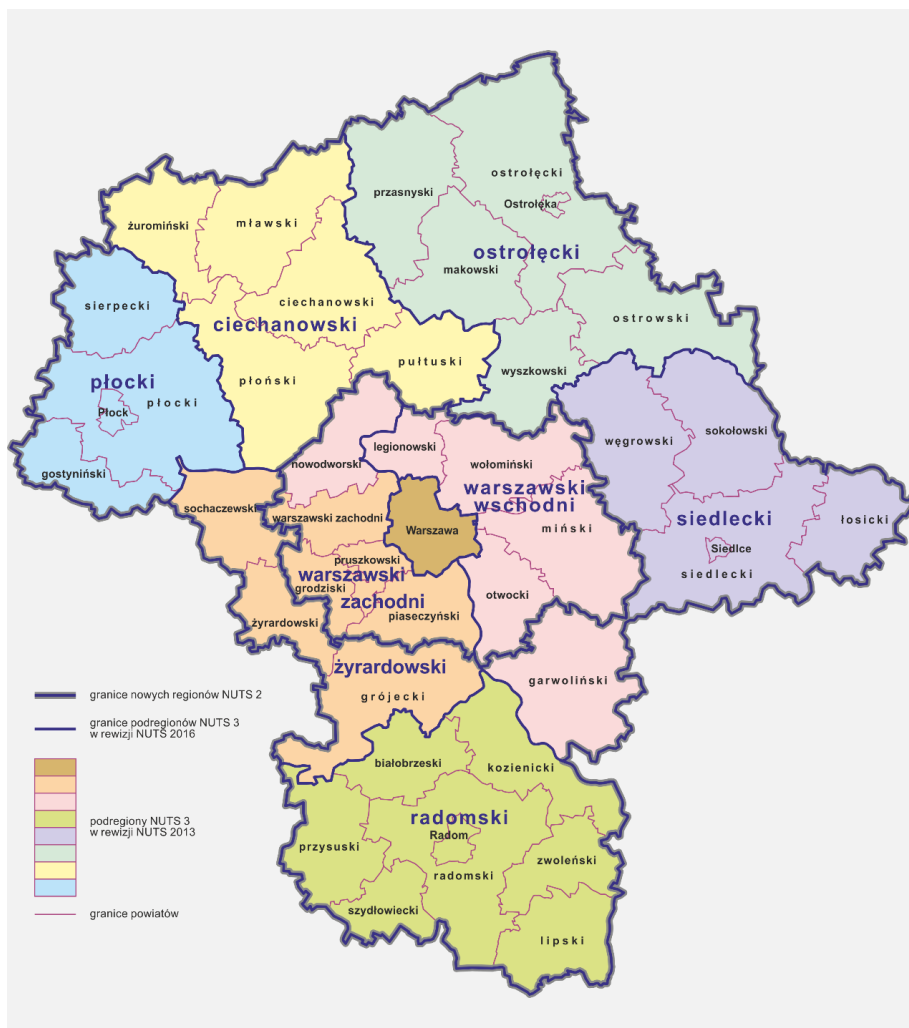 ostrołęcki
przasnyski
Ostrołęka
mławski
żuromiński
ostrołęcki
makowski
sierpecki
ciechanowski
ciechanowski
ostrowski
pułtuski
wyszkowski
płoński
płocki
płocki
Płock
sokołowski
węgrowski
legionowski
nowodworski
wołomiński
gostyniński
warszawski
wschodni
sochaczewski
warszawski zachodni
Warszawa
miński
siedlecki
łosicki
Siedlce
siedlecki
pruszkowski
warszawski
grodziski
zachodni
otwocki
piaseczyński
żyrardowski
żyrardowski
garwoliński
grójecki
białobrzeski
kozienicki
radomski
Radom
przysuski
zwoleński
radomski
szydłowiecki
lipski
granice nowych regionów NUTS 2
granice podregionów NUTS 3
w rewizji NUTS 2016
podregiony NUTS 3
w rewizji NUTS 2013
granice powiatów